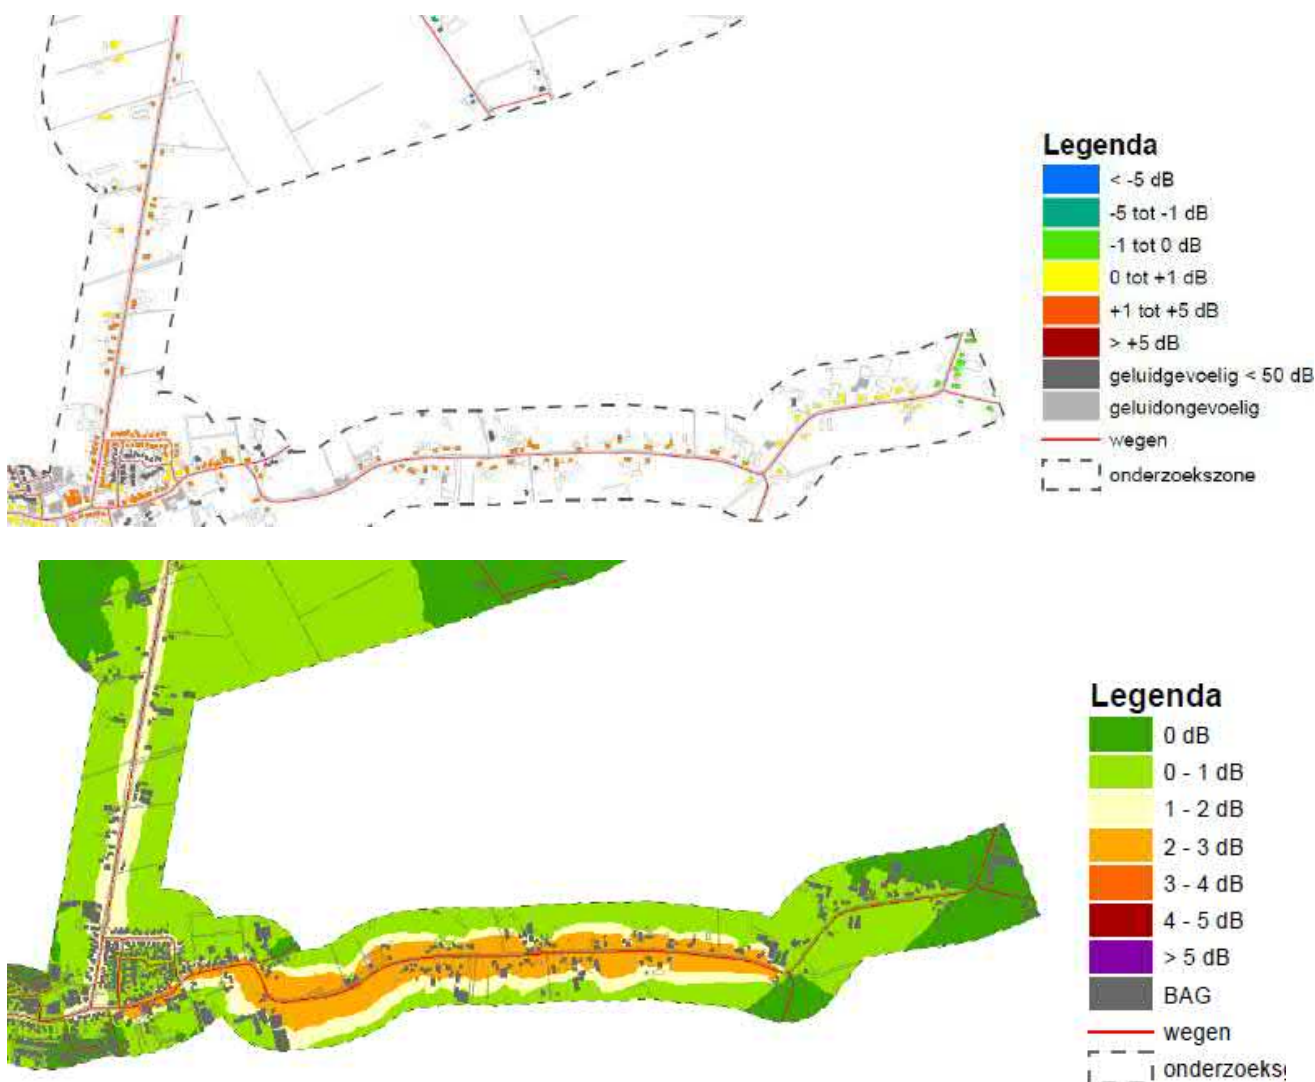 Legenda
< -5 dB
-5 tot -1 dB
-1 tot 0 dB
0 tot +1 dB
+1 tot +5 dB
> +5 dB
geluidgevoelig < 50 dB
geluidongevoelig
wegen
onderzoekszone
Legenda
0 dB
0 - 1 dB
1 - 2 dB
2 - 3 dB
3 - 4 dB
4 - 5 dB
> 5 dB
BAG
wegen
onderzoeks